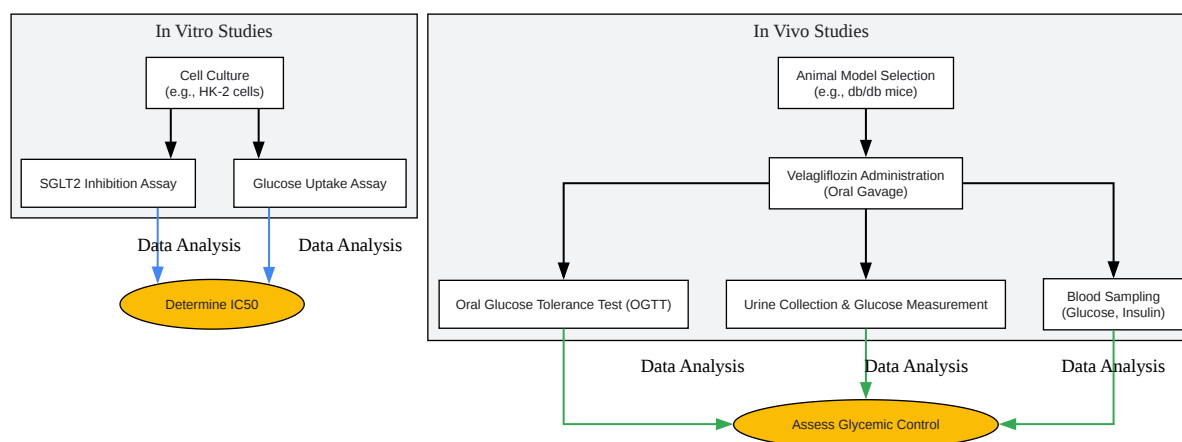 In Vitro Studies
Cell Culture
(e.g., HK-2 cells)
SGLT2 Inhibition Assay
Glucose Uptake Assay
Data Analysis
Data Analysis
Determine IC50
In Vivo Studies
Animal Model Selection
(e.g., db/db mice)
Velagliflozin Administration
(Oral Gavage)
Oral Glucose Tolerance Test (OGTT)
Urine Collection & Glucose Measurement
Blood Sampling
(Glucose, Insulin)
Data Analysis
Data Analysis
Data Analysis
Assess Glycemic Control